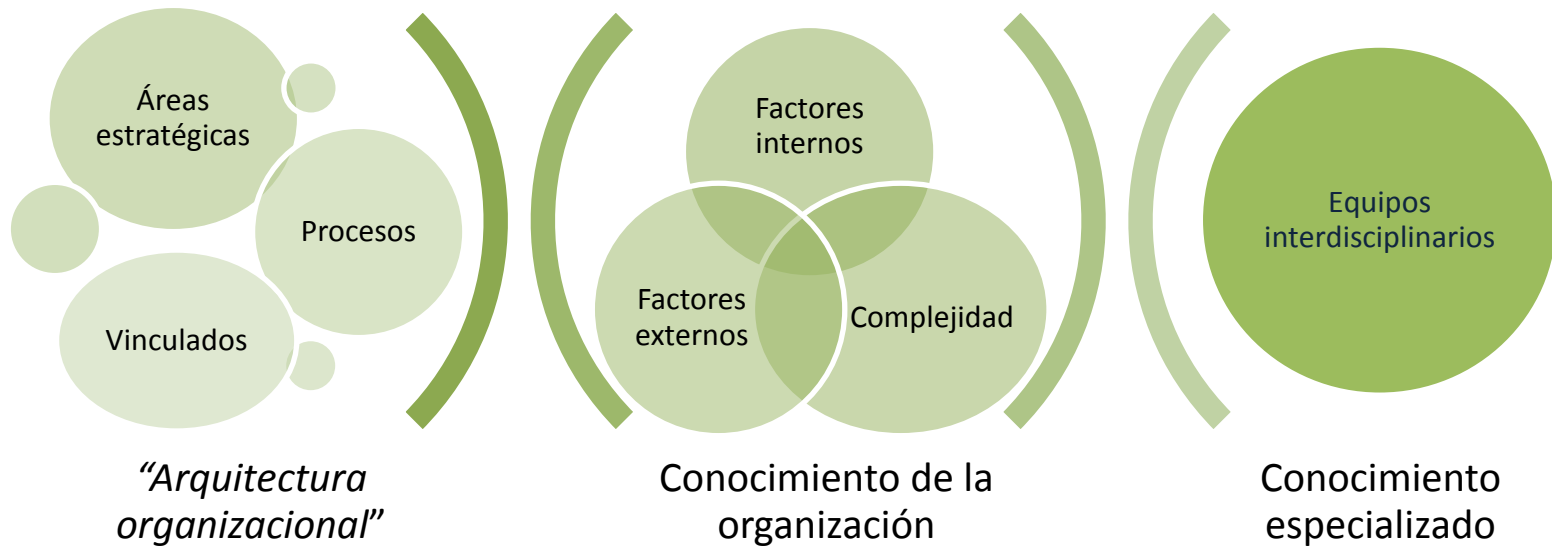 Áreas
estratégicas
Procesos
Vinculados
“Arquitectura
organizacional”
Factores
internos
Factores
externos
Complejidad
Conocimiento de la
organización
Equipos
interdisciplinarios
Conocimiento
especializado